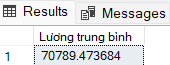 Results Messages
Lương trung bình
1 70789.473684